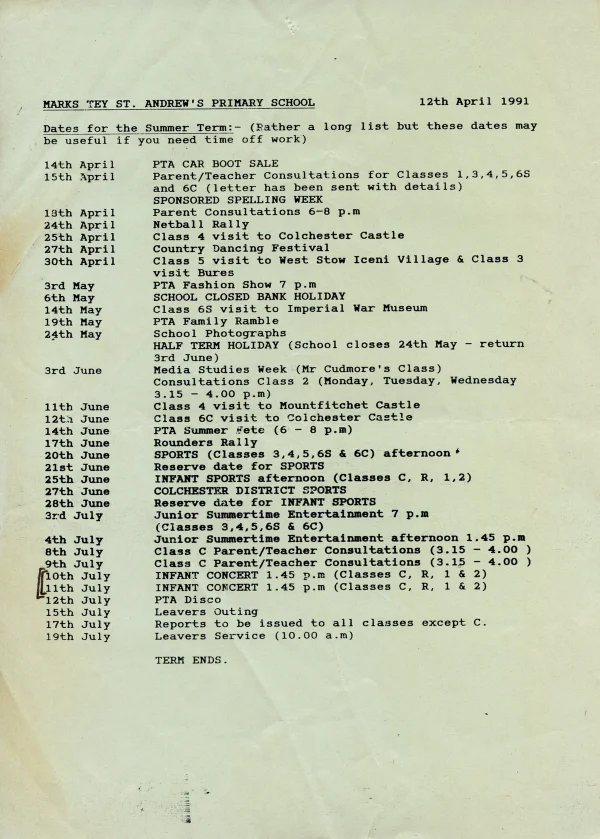 MARKS TEY ST. ANDREW'S PRIMARY SCHOOL 12th April 1991
Dates for the Summer Term:- (Rather a long list but these dates may
be useful if you need time off work)
14th April PTA CAR BOOT SALE
15th April Parent/Teacher Consultations for Classes 1,3,4,5,6S
and 6C (letter has been sent with details)
SPONSORED SPELLING WEEK
18th April Parent Consultations 6-8 p.m
24th April Netball Rally
25th April Class 4 visit to Colchester Castle
27th April Country Dancing Festival
30th April Class 5 visit to West Stow Iceni Village & Class 3
visit Bures
3rd May PTA Fashion Show 7 p.m
6th May SCHOOL CLOSED BANK HOLIDAY
14th May Class 6S visit to Imperial War Museum
19th May PTA Family Ramble
24th May School Photographs
HALF TERM HOLIDAY (School closes 24th May - return
3rd June)
3rd June Media Studies Week (Mr Cudmore's Class)
Consultations Class 2 (Monday, Tuesday, Wednesday
3.15 - 4.00 p.m)
11th June Class 4 visit to Mountfitchet Castle
12th June Class 6C visit to Colchester Castle
14th June PTA Summer Fete (6 - 8 p.m)
17th June Rounders Rally
20th June SPORTS (Classes 3,4,5,6S & 6C) afternoon
21st June Reserve date for SPORTS
25th June INFANT SPORTS afternoon (Classes C, R, 1,2)
27th June COLCHESTER DISTRICT SPORTS
28th June Reserve date for INFANT SPORTS
3rd July Junior Summertime Entertainment 7 p.m
(Classes 3,4,5,6S & 6C)
4th July Junior Summertime Entertainment afternoon 1.45 p.m
8th July Class C Parent/Teacher Consultations (3.15 - 4.00 )
9th July Class C Parent/Teacher Consultations (3.15 - 4.00 )
10th July INFANT CONCERT 1.45 p.m (Classes C, R, 1 & 2)
11th July INFANT CONCERT 1.45 p.m (Classes C, R, 1 & 2)
12th July PTA Disco
15th July Leavers Outing
17th July Reports to be issued to all classes except C.
19th July Leavers Service (10.00 a.m)
TERM ENDS.